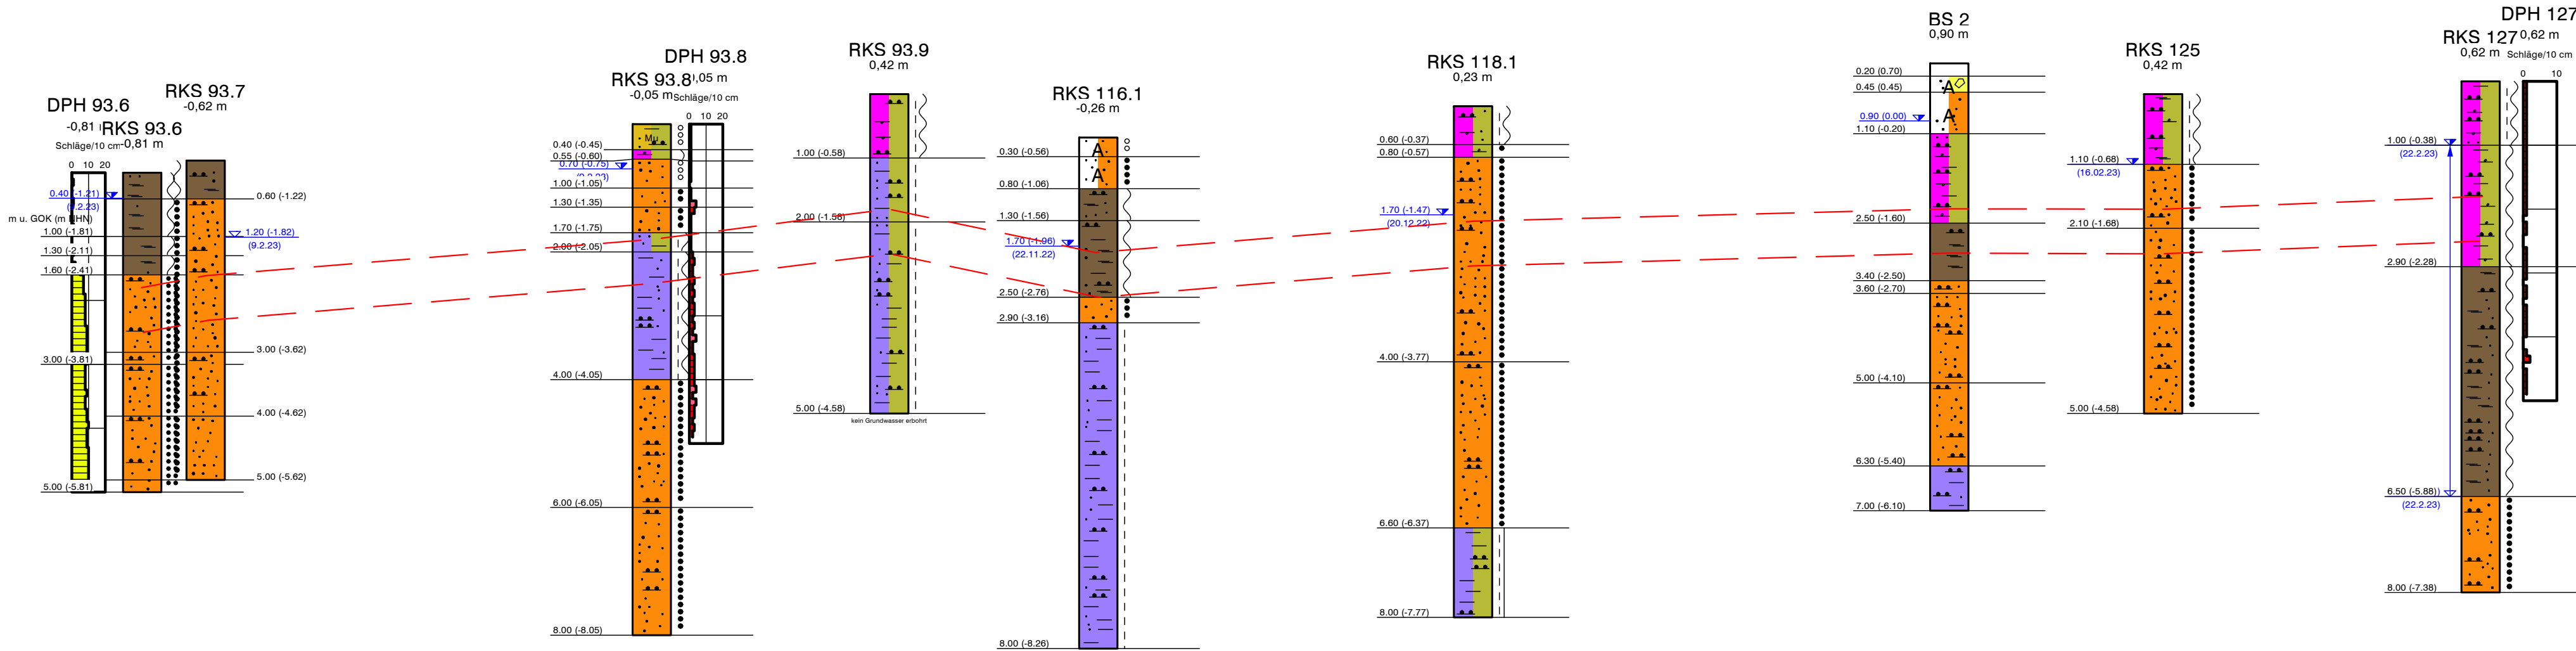 DPH 93.6
-0,81
Schläge/10 cm
0 10 20
RKS 93.6
-0,81 m
0.40 (-1.21)
m u. GOK (m NHN)
1.00 (-1.81)
1.30 (-2.11)
1.60 (-2.41)
3.00 (-3.81)
5.00 (-5.81)
RKS 93.7
-0,62 m
0.60 (-1.22)
1.20 (-1.82)
(9.2.23)
3.00 (-3.62)
4.00 (-4.62)
5.00 (-5.62)
DPH 93.8
Schläge/10 cm
0 10 20
RKS 93.8
-0,05 m
Mu
0.40 (-0.45)
0.55 (-0.60)
0.70 (-0.75)
1.00 (-1.05)
1.30 (-1.35)
1.70 (-1.75)
2.00 (-2.05)
4.00 (-4.05)
6.00 (-6.05)
8.00 (-8.05)
RKS 93.9
0,42 m
1.00 (-0.58)
2.00 (-1.58)
5.00 (-4.58)
kein Grundwasser erbohrt
RKS 116.1
-0,26 m
A
A
0.30 (-0.56)
0.80 (-1.06)
1.30 (-1.56)
1.70 (-1.96)
(22.11.22)
2.50 (-2.76)
2.90 (-3.16)
8.00 (-8.26)
RKS 118.1
0,23 m
0.60 (-0.37)
0.80 (-0.57)
1.70 (-1.47)
(20.12.22)
4.00 (-3.77)
6.60 (-6.37)
8.00 (-7.77)
BS 2
0,90 m
A
A
0.20 (0.70)
0.45 (0.45)
0.90 (0.00)
1.10 (-0.20)
2.50 (-1.60)
3.40 (-2.50)
3.60 (-2.70)
5.00 (-4.10)
6.30 (-5.40)
7.00 (-6.10)
RKS 125
0,42 m
1.10 (-0.68)
(16.02.23)
2.10 (-1.68)
5.00 (-4.58)
DPH 127
0,62 m
Schläge/10 cm
0 10
RKS 127
0,62 m
1.00 (-0.38)
(22.2.23)
2.90 (-2.28)
6.50 (-5.88)
(22.2.23)
8.00 (-7.38)